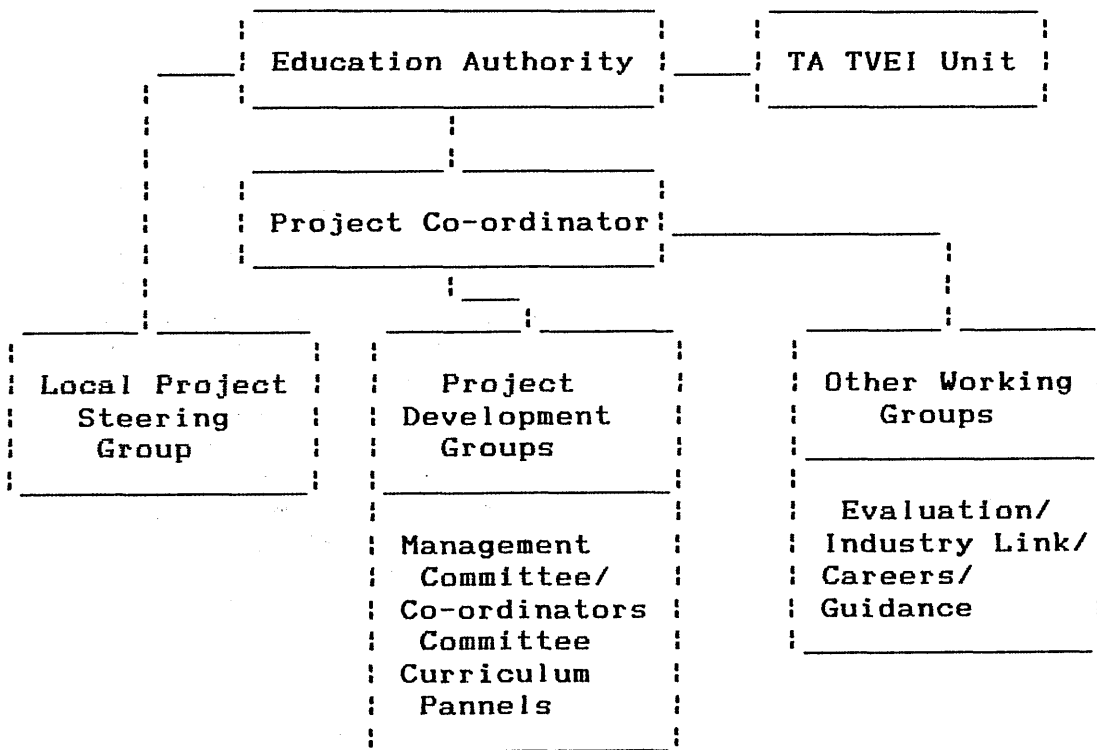 Education Authority
TA TVEI Unit
Project Co-ordinator
Local Project
Steering
Group
Project
Development
Groups
Other Working
Groups
Management
Committee/
Co-ordinators
Committee
Curriculum
Pannels
Evaluation/
Industry Link/
Careers/
Guidance